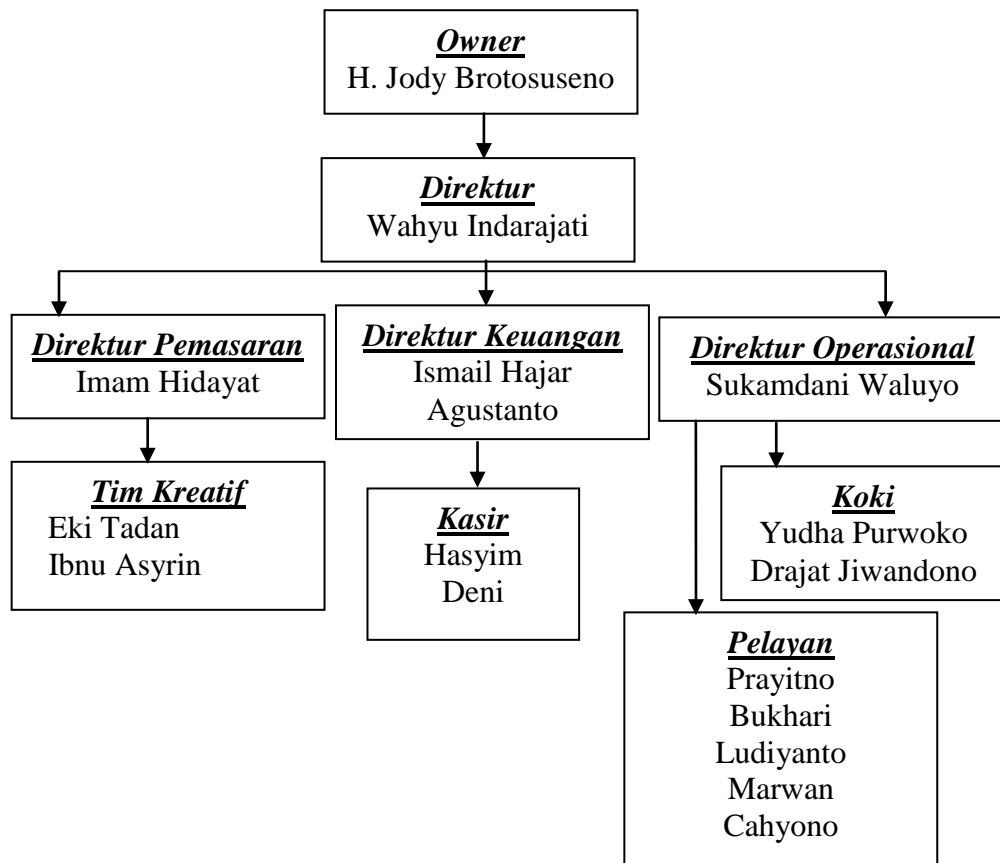 Owner
H. Jody Brotosuseno
Direktur
Wahyu Indarajati
Direktur Pemasaran
Imam Hidayat
Direktur Keuangan
Ismail Hajar
Agustanto
Direktur Operasional
Sukamdani Waluyo
Tim Kreatif
Eki Tadan
Ibnu Asyrin
Kasir
Hasyim
Deni
Koki
Yudha Purwoko
Drajat Jiwandono
Pelayan
Prayitno
Bukhari
Ludiyanto
Marwan
Cahyono